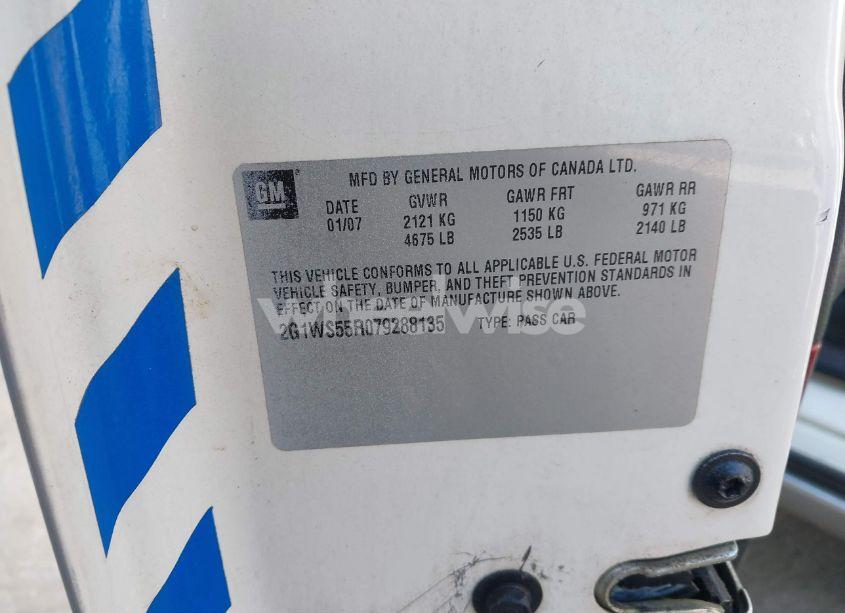 GM
MFD BY GENERAL MOTORS OF CANADA LTD.
DATE GVWR GAWR FRT GAWR RR
01/07 2121 KG 1150 KG 971 KG
4675 LB 2535 LB 2140 LB
THIS VEHICLE CONFORMS TO ALL APPLICABLE U.S. FEDERAL MOTOR
VEHICLE SAFETY, BUMPER, AND THEFT PREVENTION STANDARDS IN
EFFECT ON THE DATE OF MANUFACTURE SHOWN ABOVE.
2G1WS55R079288135 TYPE: PASS CAR
wheelwise